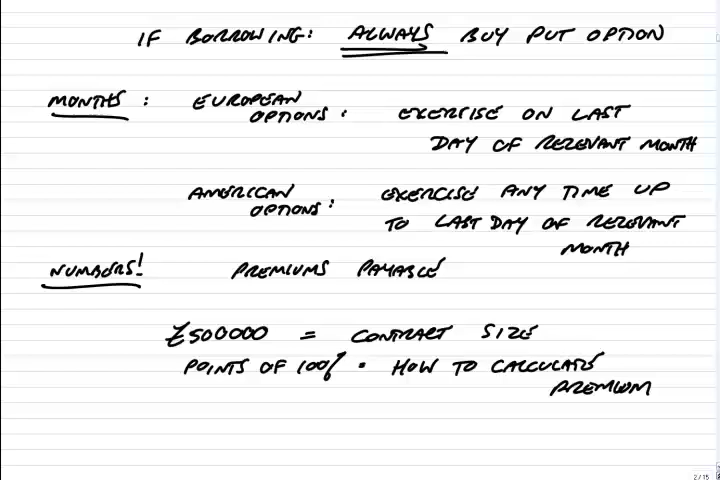 IF BORROWING: ALWAYS BUY PUT OPTION
MONTHS: EUROPEAN OPTIONS: EXERCISE ON LAST
DAY OF RELEVANT MONTH
AMERICAN OPTIONS: EXERCISE ANY TIME UP
TO LAST DAY OF RELEVANT
MONTH
NUMBERS! PREMIUMS PAYABLE
£500000 = CONTRACT SIZE
POINTS OF 100% . HOW TO CALCULATE
PREMIUM
2/15